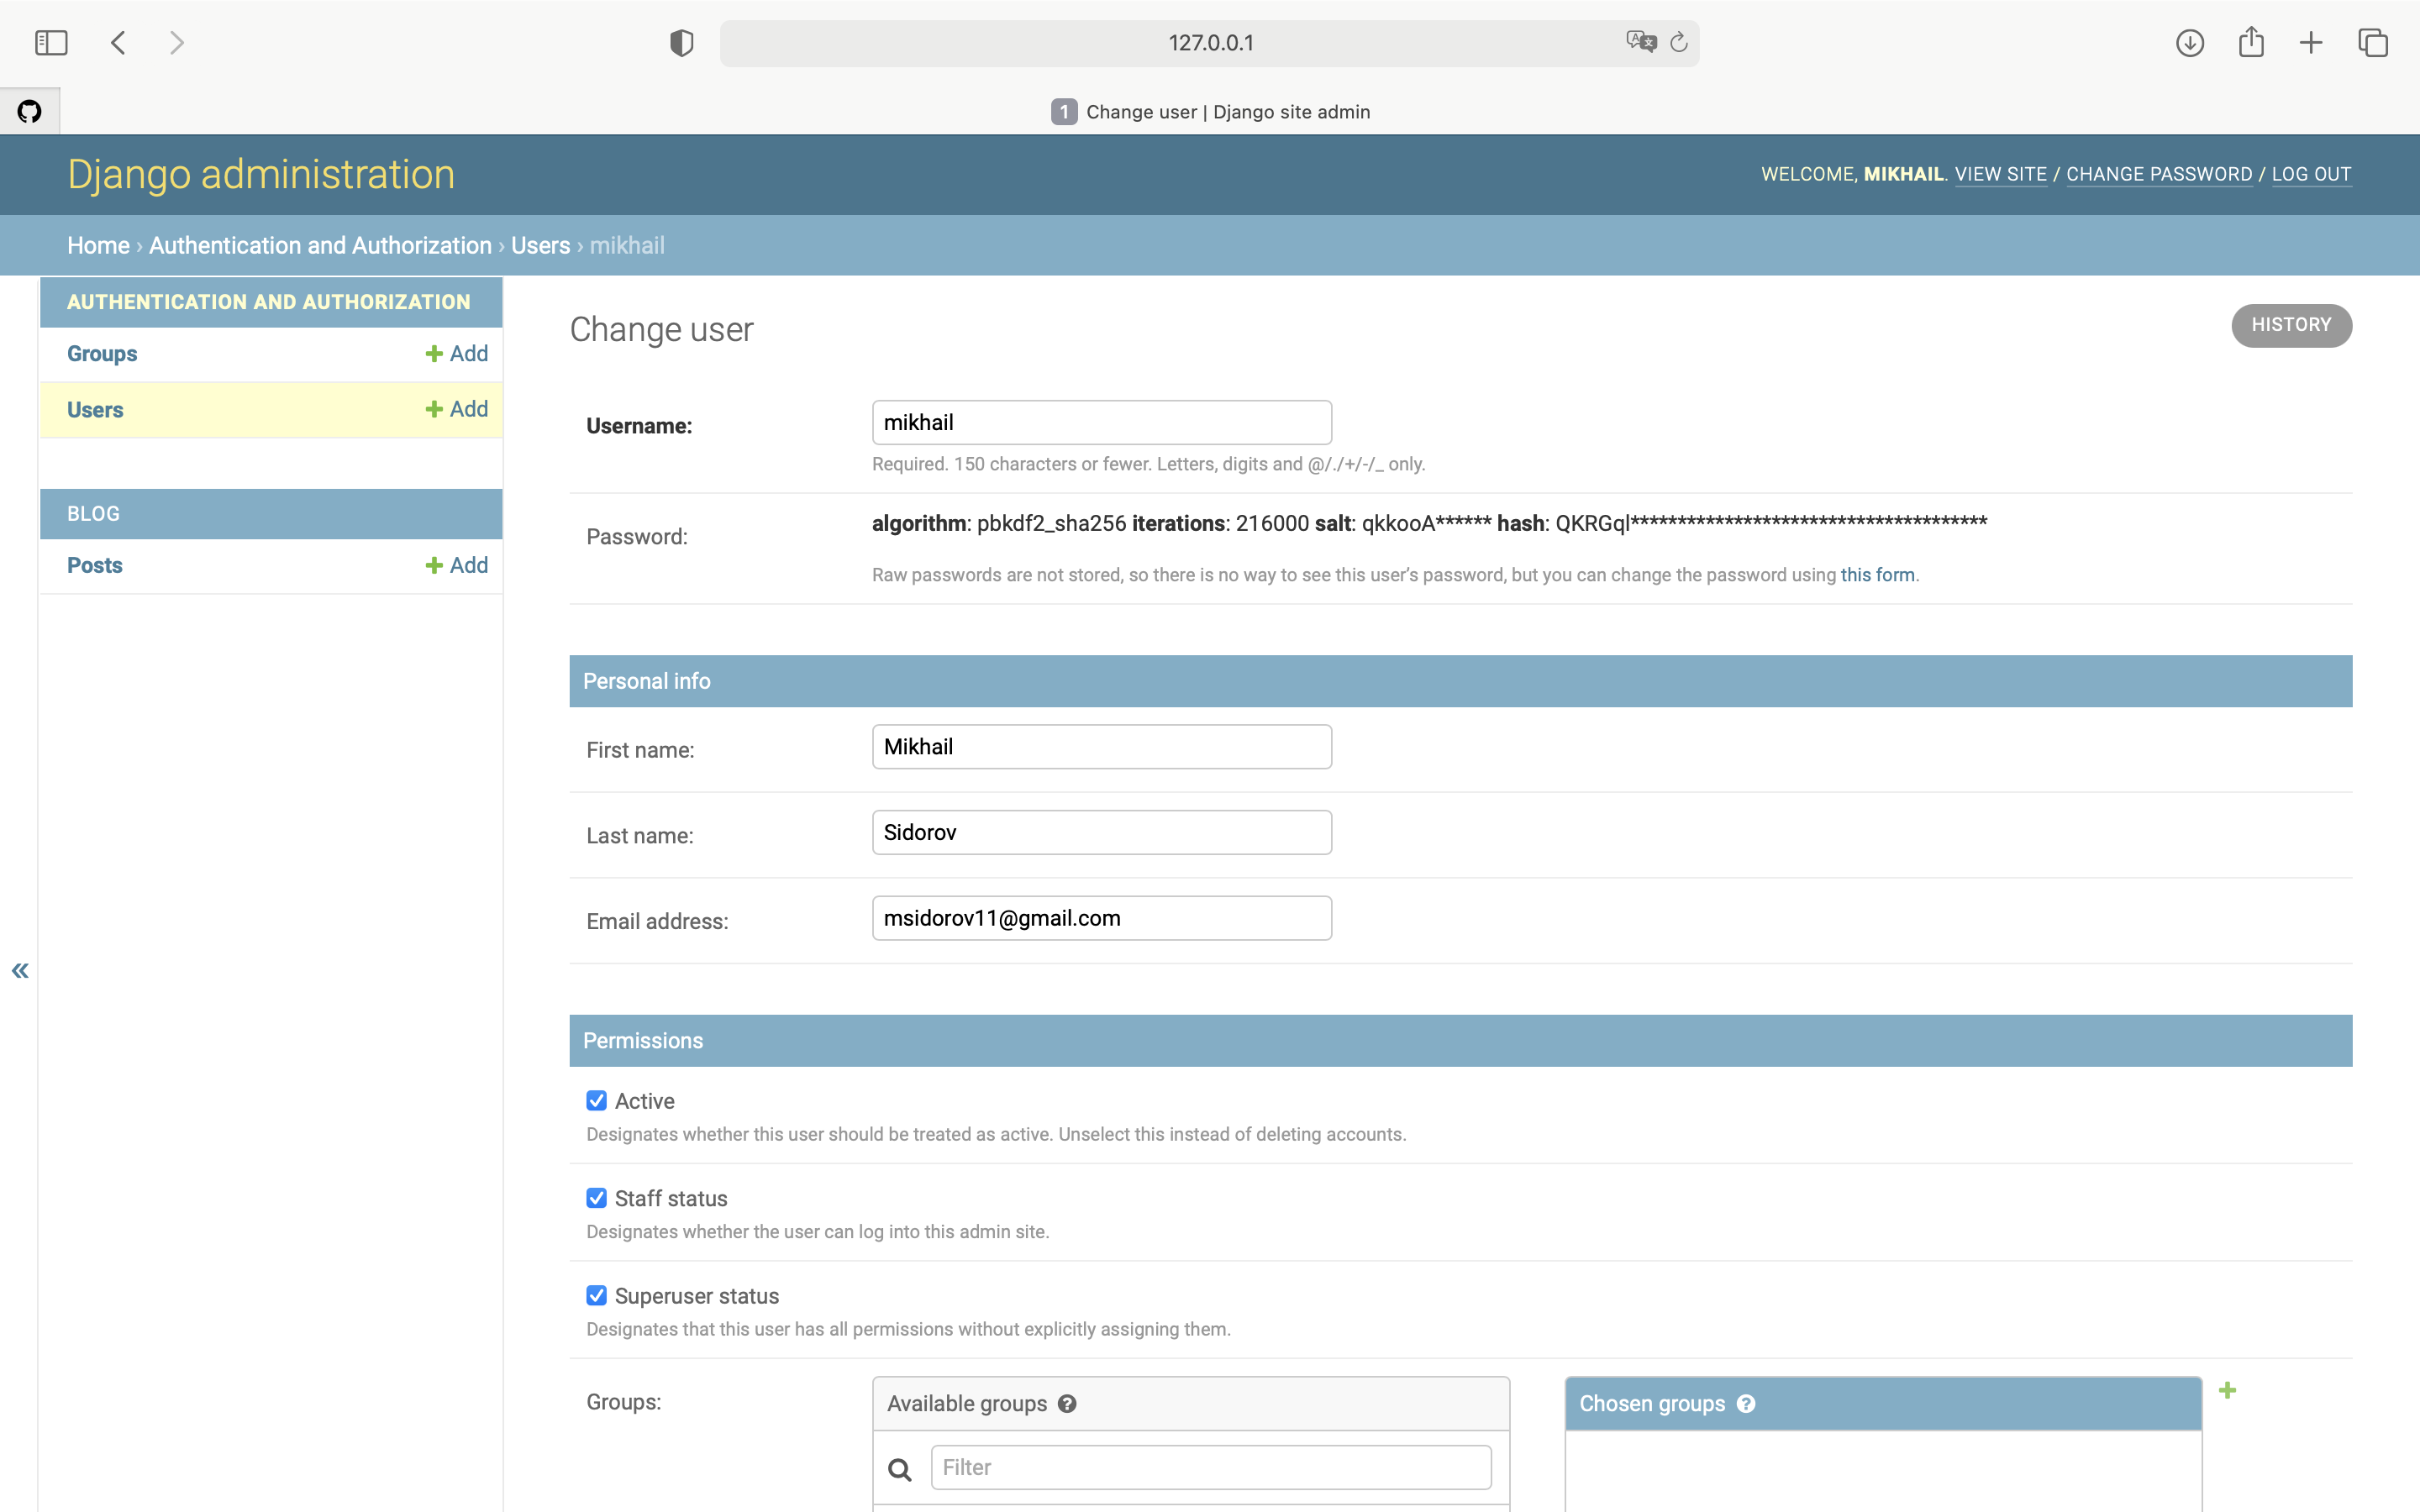 127.0.0.1
1 Change user | Django site admin
Django administration
WELCOME, MIKHAIL. VIEW SITE / CHANGE PASSWORD / LOG OUT
Home › Authentication and Authorization › Users › mikhail
AUTHENTICATION AND AUTHORIZATION
Groups + Add
Users + Add
BLOG
Posts + Add
«
Change user
HISTORY
Username: mikhail
Required. 150 characters or fewer. Letters, digits and @/./+/-/_ only.
Password: algorithm: pbkdf2_sha256 iterations: 216000 salt: qkkooA****** hash: QKRGql**************************************
Raw passwords are not stored, so there is no way to see this user’s password, but you can change the password using this form.
Personal info
First name: Mikhail
Last name: Sidorov
Email address: msidorov11@gmail.com
Permissions
Active
Designates whether this user should be treated as active. Unselect this instead of deleting accounts.
Staff status
Designates whether the user can log into this admin site.
Superuser status
Designates that this user has all permissions without explicitly assigning them.
Groups:
Available groups ?
Filter
Chosen groups ?